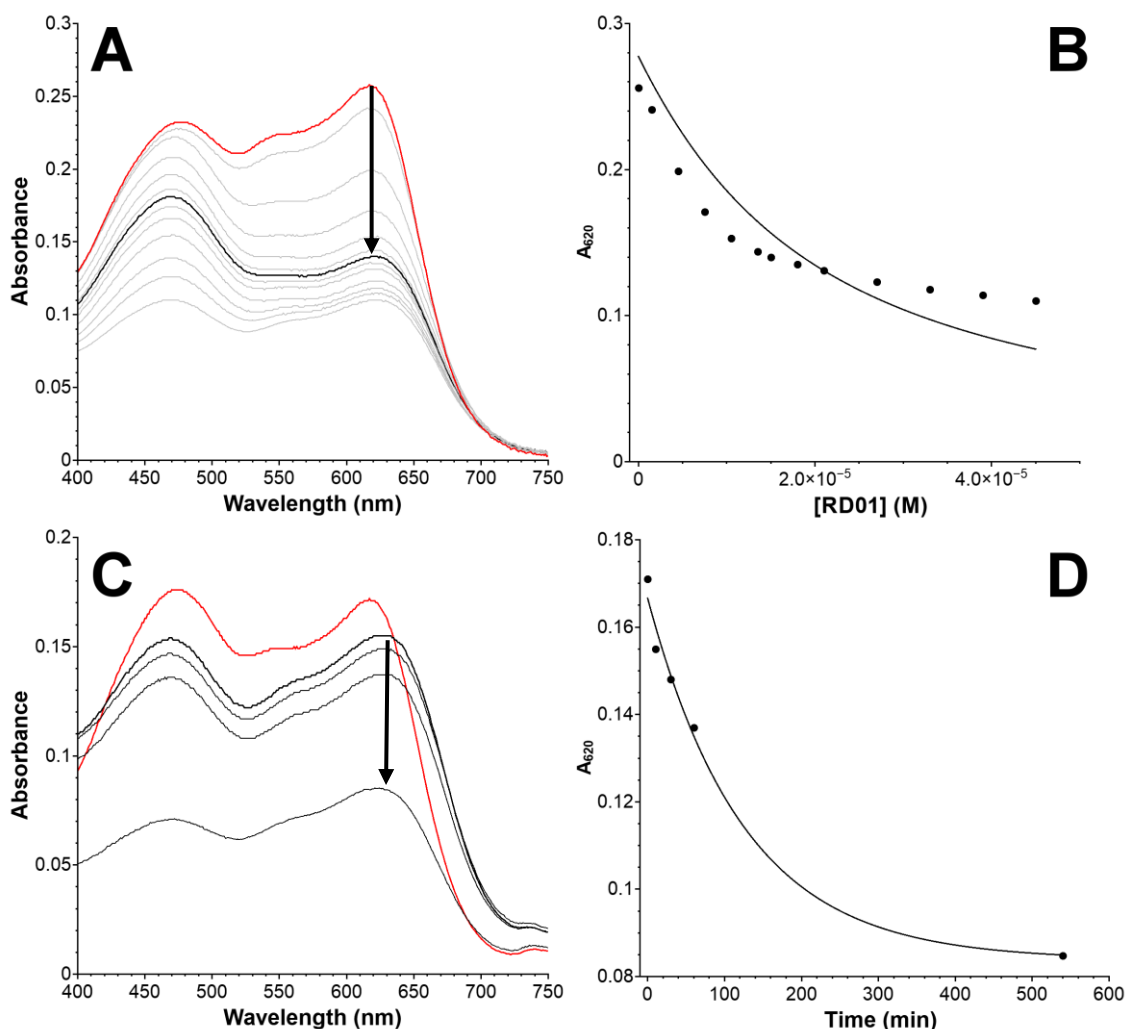 A
0.3
0.25
0.2
0.15
0.1
0.05
0
Absorbance
400 450 500 550 600 650 700 750
Wavelength (nm)
B
0.3
0.2
0.1
0
A620
0 2.0×10⁻⁵ 4.0×10⁻⁵
[RD01] (M)
C
0.2
0.15
0.1
0.05
0
Absorbance
400 450 500 550 600 650 700 750
Wavelength (nm)
D
0.18
0.16
0.14
0.12
0.1
0.08
A620
0 100 200 300 400 500 600
Time (min)